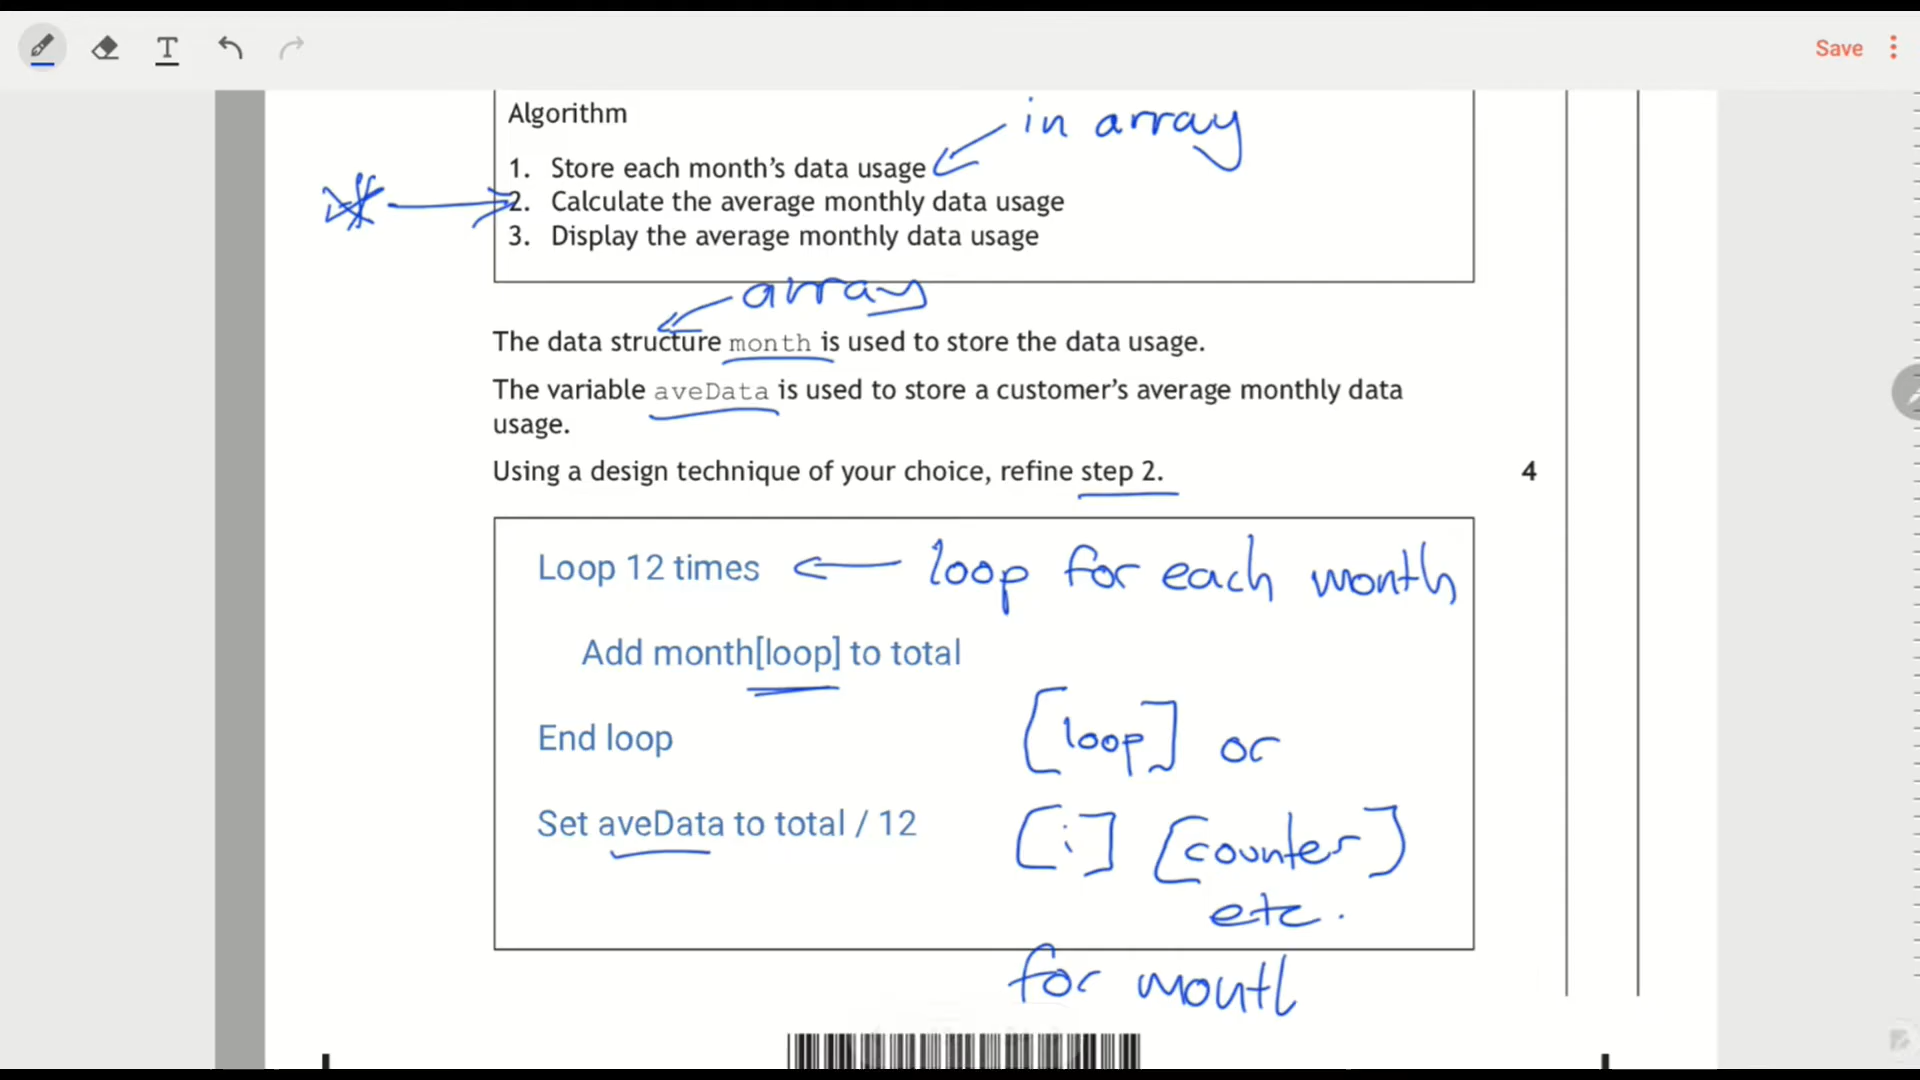 T
Save
Algorithm
in array
1. Store each month's data usage
2. Calculate the average monthly data usage
3. Display the average monthly data usage
array
The data structure month is used to store the data usage.
The variable aveData is used to store a customer's average monthly data
usage.
Using a design technique of your choice, refine step 2.
4
Loop 12 times
loop for each month
Add month[loop] to total
End loop
[loop] or
Set aveData to total / 12
[i] [counter]
etc.
for montl